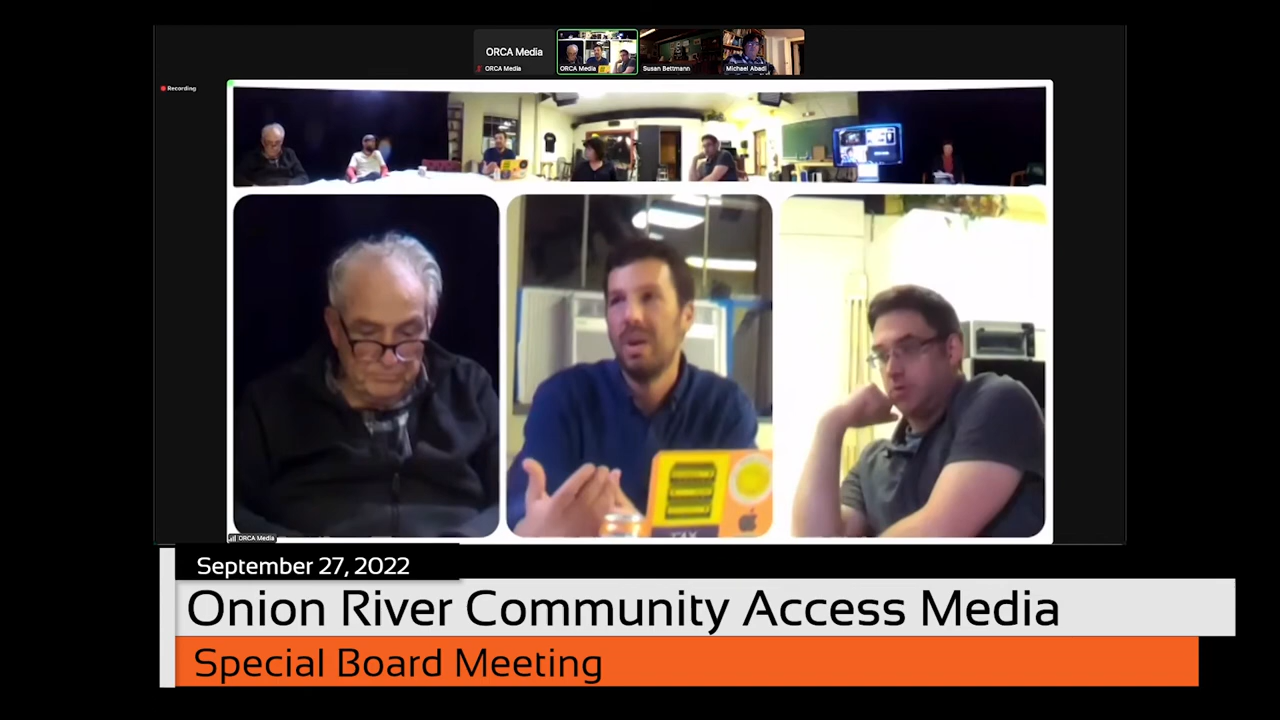 ORCA Media
ORCA Media
ORCA Media
Susan Bettmann
Michael Abadi
Recording
ORCA Media
September 27, 2022
Onion River Community Access Media
Special Board Meeting